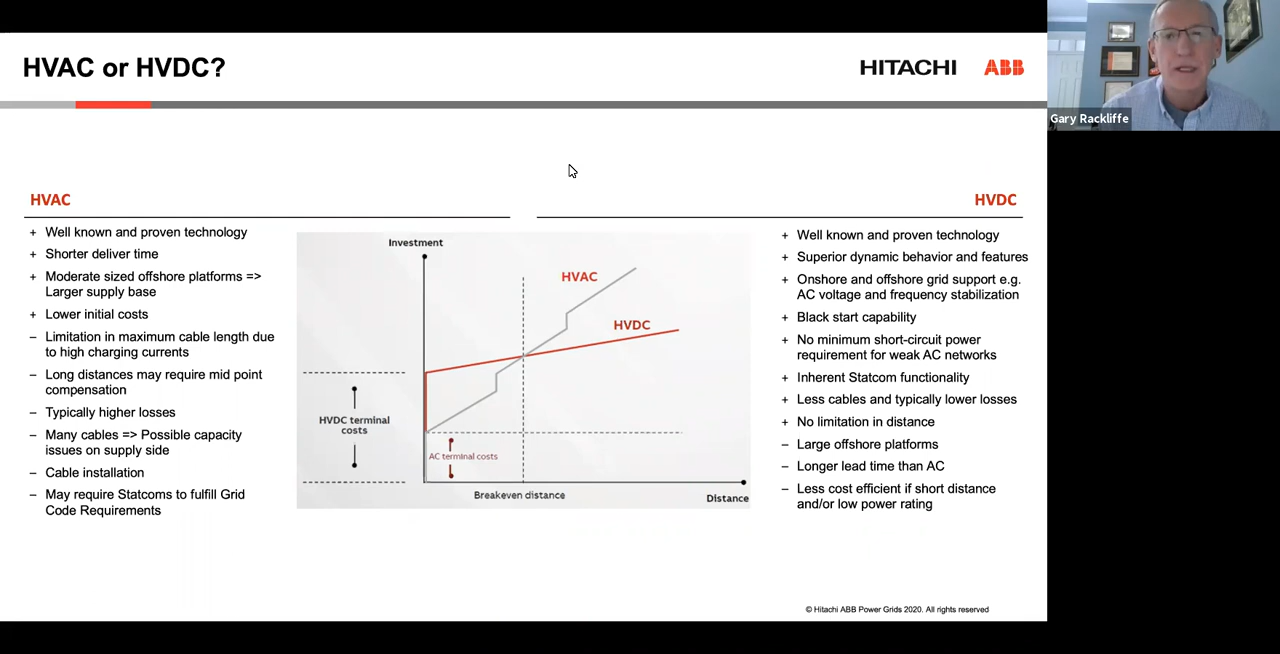 HVAC or HVDC?
HITACHI ABB
Gary Rackliffe
HVAC
+ Well known and proven technology
+ Shorter deliver time
+ Moderate sized offshore platforms =>
Larger supply base
+ Lower initial costs
– Limitation in maximum cable length due
to high charging currents
– Long distances may require mid point
compensation
– Typically higher losses
– Many cables => Possible capacity
issues on supply side
– Cable installation
– May require Statcoms to fulfill Grid
Code Requirements
Investment
HVAC
HVDC
HVDC terminal
costs
AC terminal costs
Breakeven distance
Distance
HVDC
+ Well known and proven technology
+ Superior dynamic behavior and features
+ Onshore and offshore grid support e.g.
AC voltage and frequency stabilization
+ Black start capability
+ No minimum short-circuit power
requirement for weak AC networks
+ Inherent Statcom functionality
+ Less cables and typically lower losses
+ No limitation in distance
– Large offshore platforms
– Longer lead time than AC
– Less cost efficient if short distance
and/or low power rating
© Hitachi ABB Power Grids 2020. All rights reserved